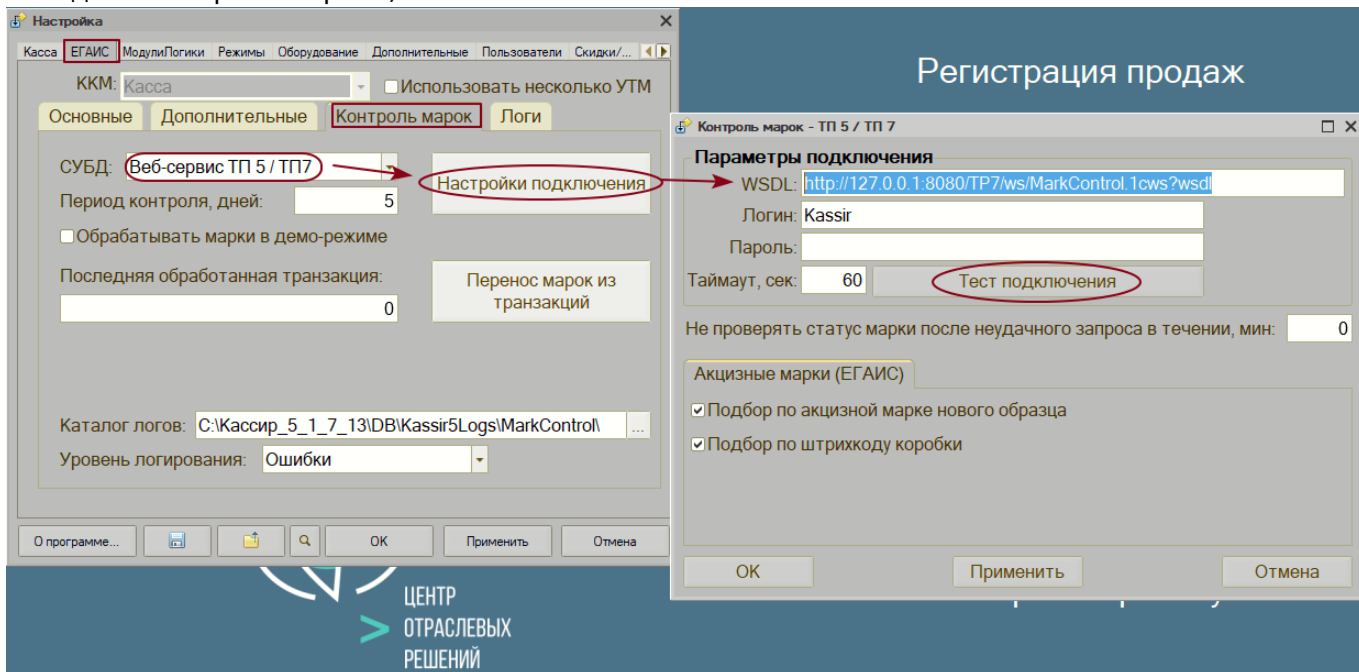 Настройка
Касса ЕГАИС МодулиЛогики Режимы Оборудование Дополнительные Пользователи Скидки/...
ККМ: Касса Использовать несколько УТМ
Основные Дополнительные Контроль марок Логи
СУБД: Веб-сервис ТП 5 / ТП7
Настройки подключения
Период контроля, дней: 5
Обрабатывать марки в демо-режиме
Последняя обработанная транзакция:
0
Перенос марок из
транзакций
Каталог логов: C:\Кассир_5_1_7_13\DB\Kassir5Logs\MarkControl\ ...
Уровень логирования: Ошибки
О программе... ОК Применить Отмена
Регистрация продаж
Контроль марок - ТП 5 / ТП 7
Параметры подключения
WSDL: http://127.0.0.1:8080/TP7/ws/MarkControl.1cws?wsdl
Логин: Kassir
Пароль:
Таймаут, сек: 60 Тест подключения
Не проверять статус марки после неудачного запроса в течении, мин: 0
Акцизные марки (ЕГАИС)
Подбор по акцизной марке нового образца
Подбор по штрихкоду коробки
ОК Применить Отмена
ЦЕНТР
ОТРАСЛЕВЫХ
РЕШЕНИЙ